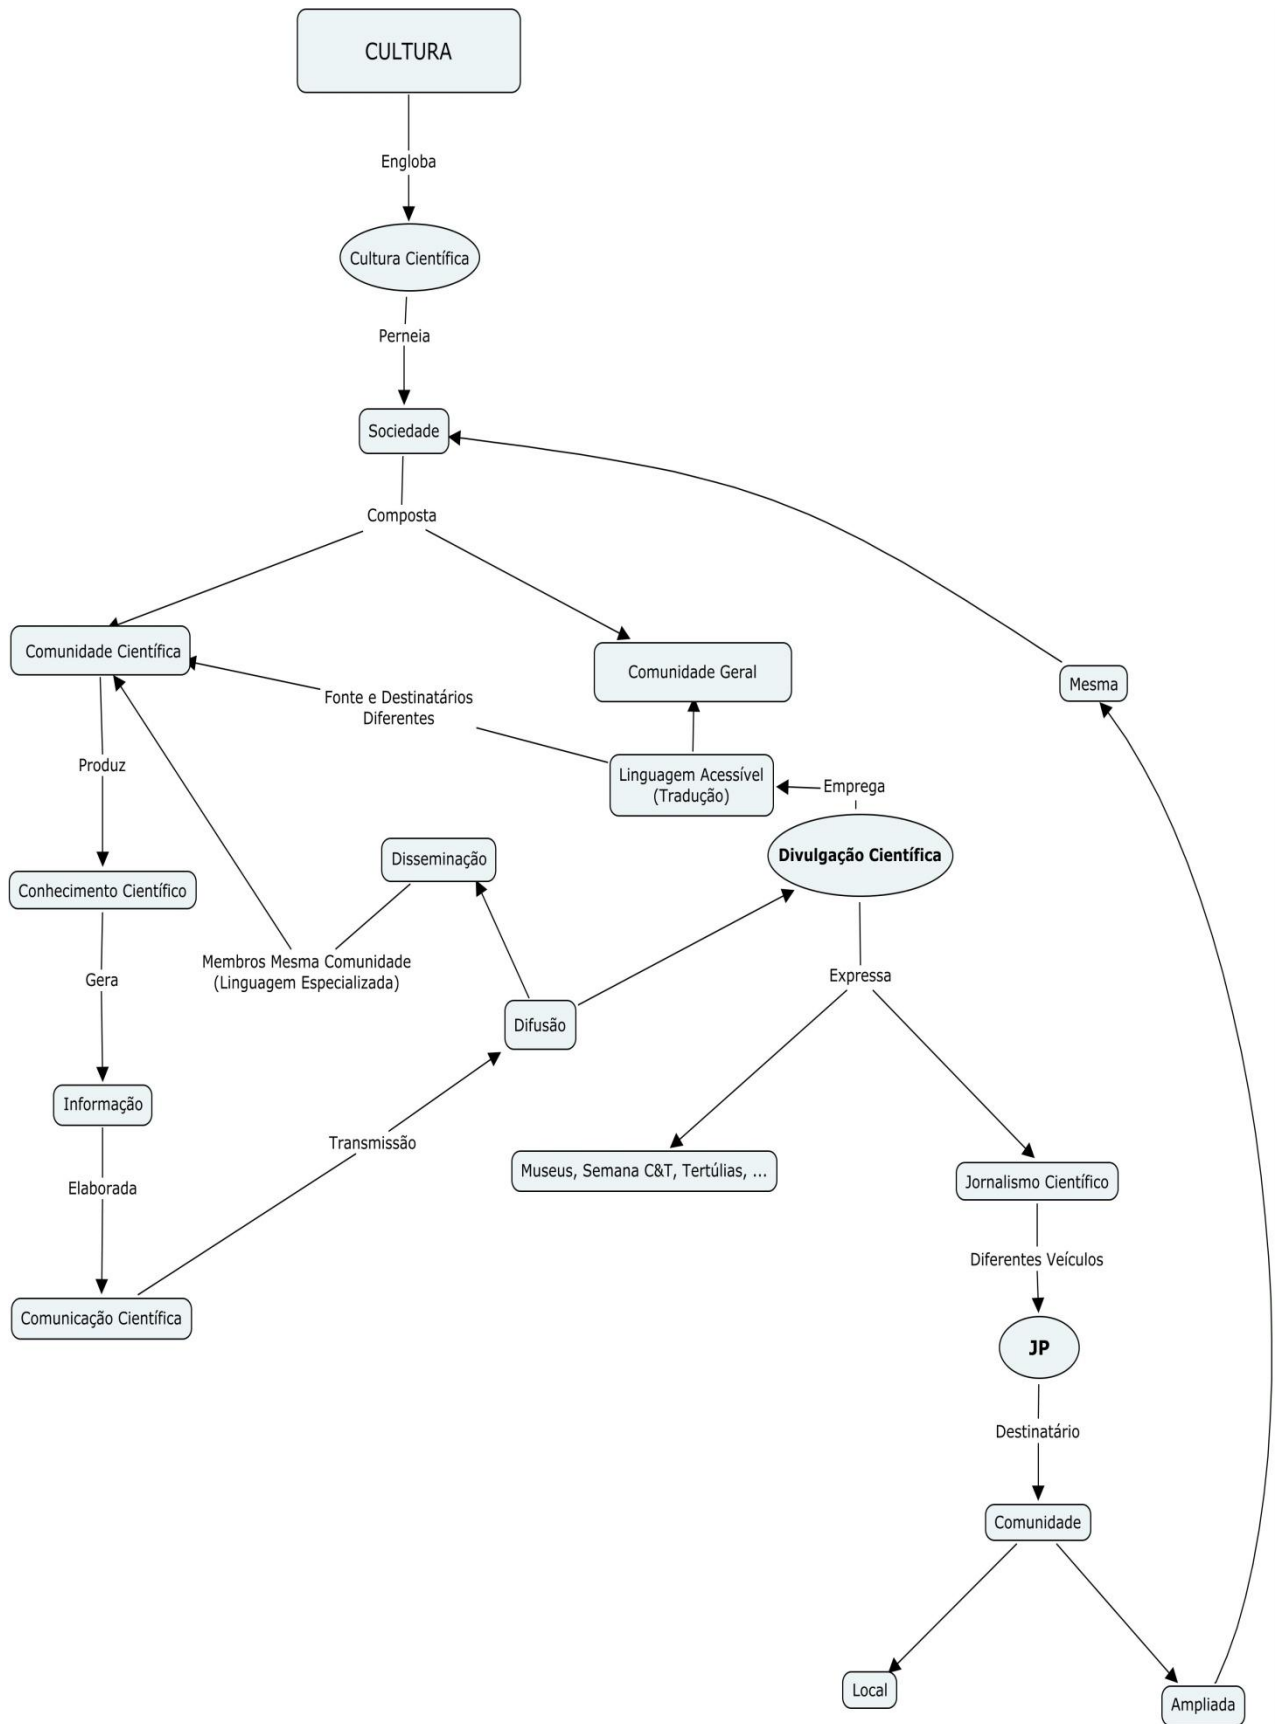 CULTURA
Engloba
Cultura Científica
Perneia
Sociedade
Composta
Comunidade Científica
Comunidade Geral
Mesma
Fonte e Destinatários
Diferentes
Produz
Linguagem Acessível
(Tradução)
Emprega
Disseminação
Divulgação Científica
Conhecimento Científico
Membros Mesma Comunidade
(Linguagem Especializada)
Gera
Expressa
Difusão
Informação
Transmissão
Museus, Semana C&T, Tertúlias, ...
Jornalismo Científico
Elaborada
Diferentes Veículos
Comunicação Científica
JP
Destinatário
Comunidade
Local
Ampliada